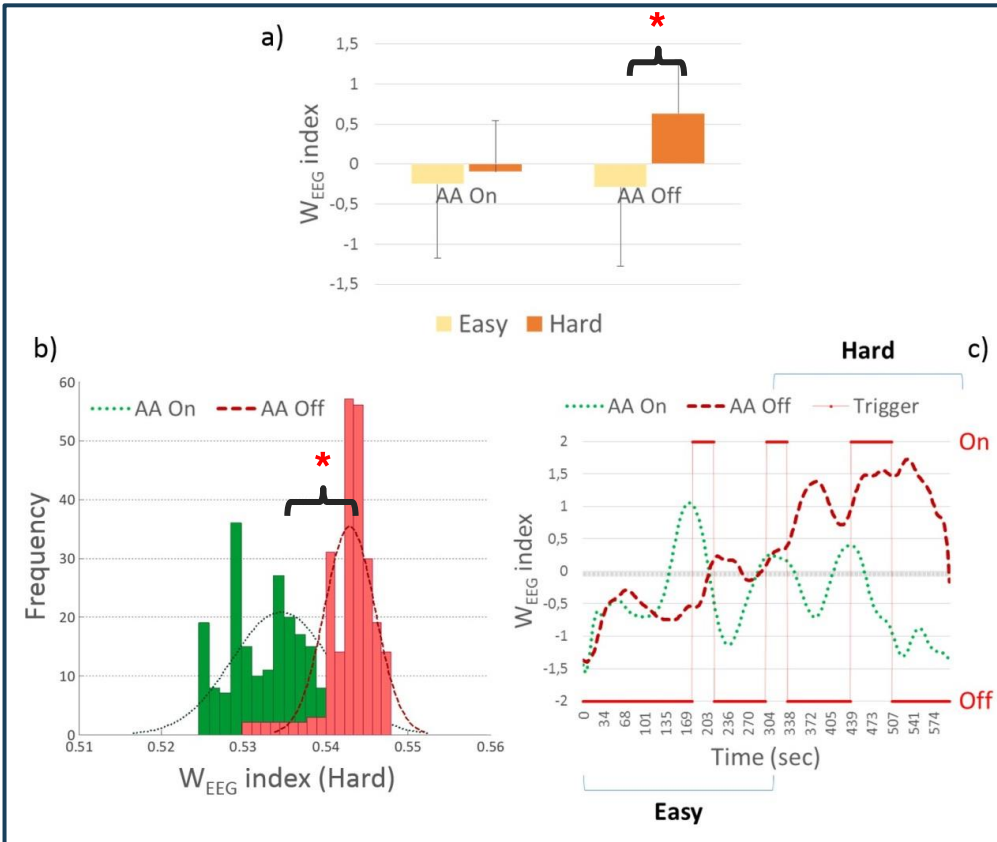 a)
*
1,5
1
0,5
0
-0,5
-1
-1,5
W_EEG index
AA On
AA Off
Easy
Hard
b)
60
50
40
30
20
10
0
AA On
AA Off
*
Frequency
0.51
0.52
0.53
0.54
0.55
0.56
W_EEG index (Hard)
Hard
c)
AA On
AA Off
Trigger
2
1,5
1
0,5
0
-0,5
-1
-1,5
-2
On
Off
W_EEG index
0
34
68
101
135
169
203
236
270
304
338
372
405
439
473
507
541
574
Time (sec)
Easy